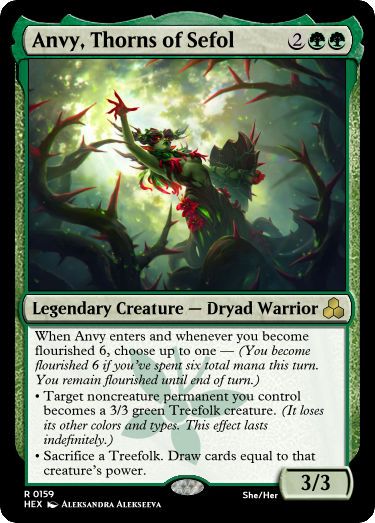 Anvy, Thorns of Sefol 2
Legendary Creature — Dryad Warrior
When Anvy enters and whenever you become
flourished 6, choose up to one — (You become
flourished 6 if you've spent six total mana this turn.
You remain flourished until end of turn.)
• Target noncreature permanent you control
becomes a 3/3 green Treefolk creature. (It loses
its other colors and types. This effect lasts
indefinitely.)
• Sacrifice a Treefolk. Draw cards equal to that
creature's power.
3/3
R 0159
HEX Aleksandra Alekseeva
She/Her